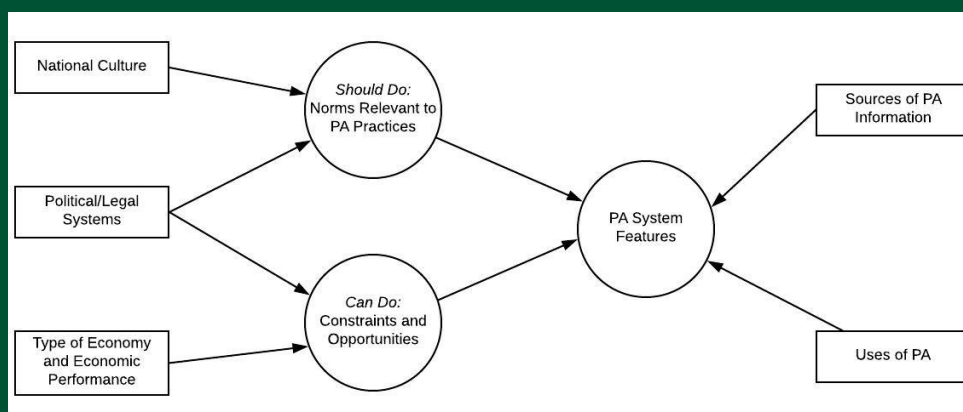 National Culture
Political/Legal
Systems
Type of Economy
and Economic
Performance
Should Do:
Norms Relevant to
PA Practices
Can Do:
Constraints and
Opportunities
PA System
Features
Sources of PA
Information
Uses of PA